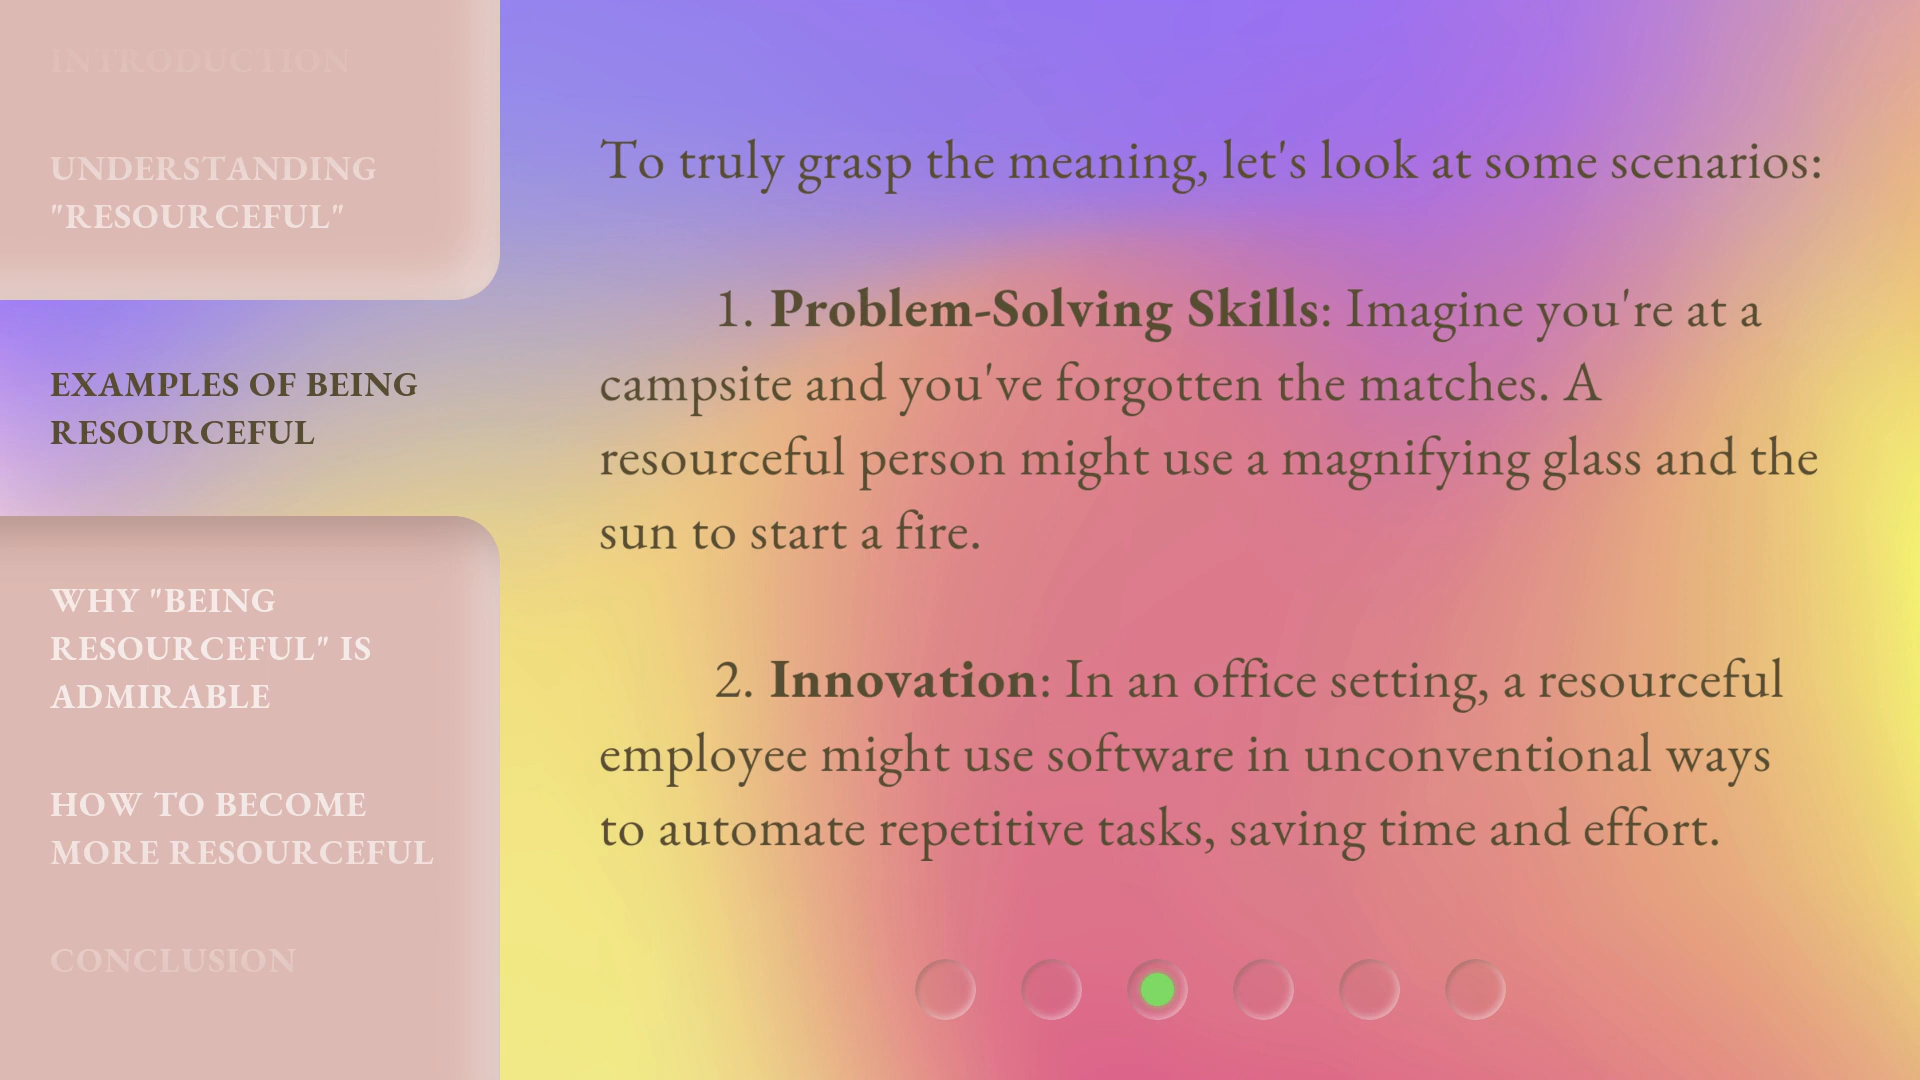 INTRODUCTION
UNDERSTANDING
"RESOURCEFUL"
EXAMPLES OF BEING
RESOURCEFUL
WHY "BEING
RESOURCEFUL" IS
ADMIRABLE
HOW TO BECOME
MORE RESOURCEFUL
CONCLUSION
To truly grasp the meaning, let's look at some scenarios:
1. Problem-Solving Skills: Imagine you're at a
campsite and you've forgotten the matches. A
resourceful person might use a magnifying glass and the
sun to start a fire.
2. Innovation: In an office setting, a resourceful
employee might use software in unconventional ways
to automate repetitive tasks, saving time and effort.